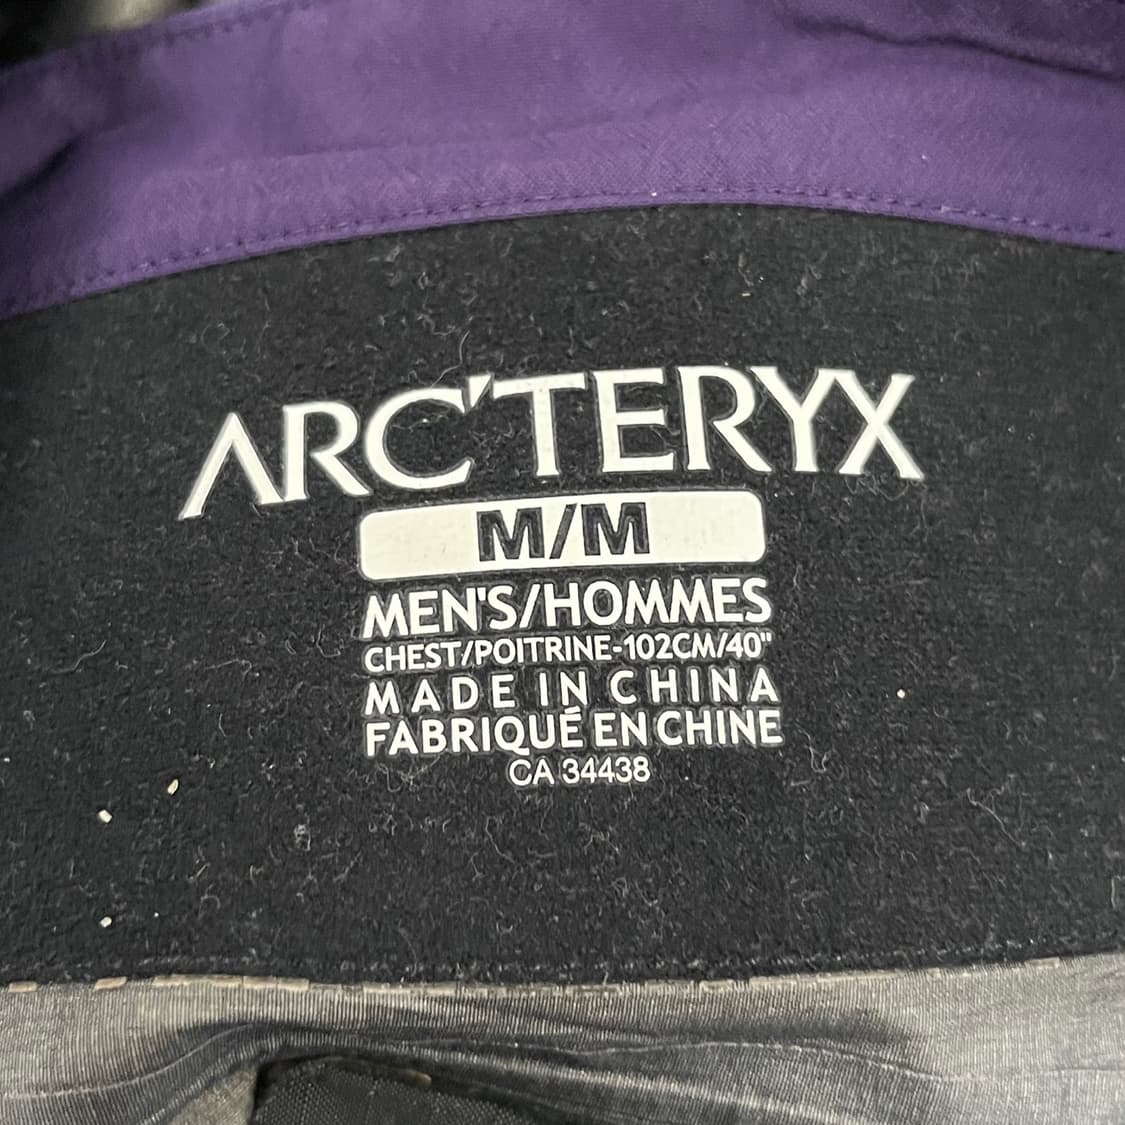 ARC'TERYX
M/M
MEN'S/HOMMES
CHEST/POITRINE-102CM/40"
MADE IN CHINA
FABRIQUÉ EN CHINE
CA 34438